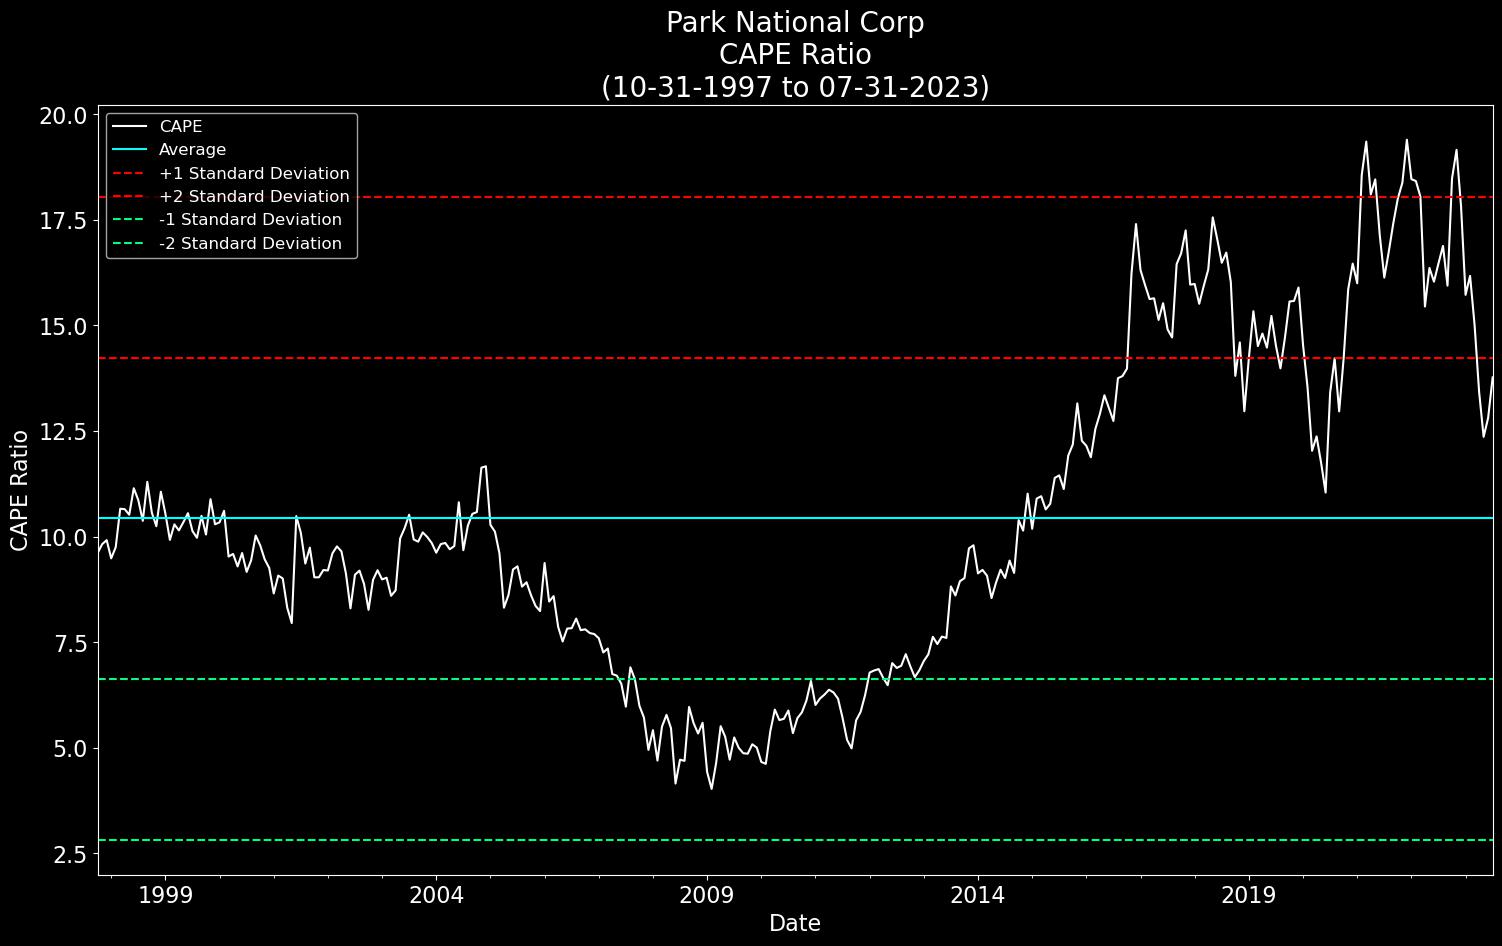 Park National Corp
CAPE Ratio
(10-31-1997 to 07-31-2023)
20.0
17.5
15.0
12.5
10.0
7.5
5.0
2.5
CAPE Ratio
CAPE
Average
+1 Standard Deviation
+2 Standard Deviation
-1 Standard Deviation
-2 Standard Deviation
1999 2004 2009 2014 2019
Date